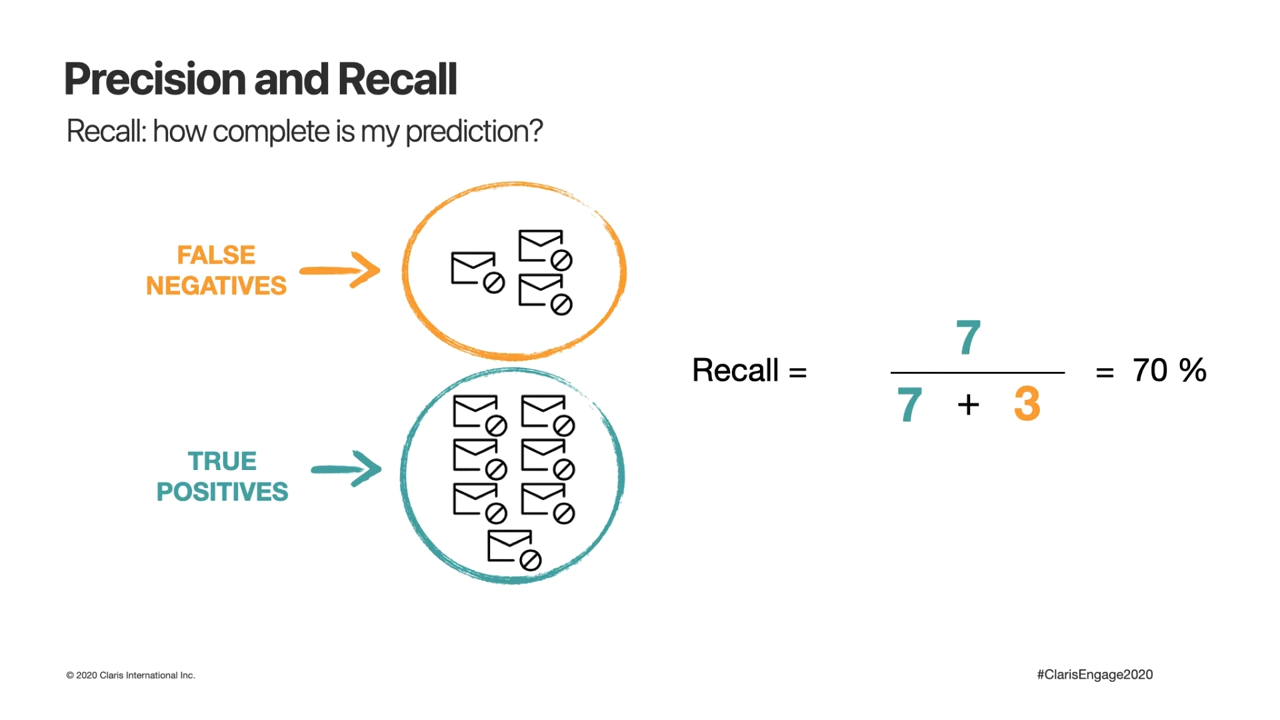 Precision and Recall
Recall: how complete is my prediction?
FALSE
NEGATIVES
TRUE
POSITIVES
Recall =
7
7 + 3
= 70 %
© 2020 Claris International Inc.
#ClarisEngage2020